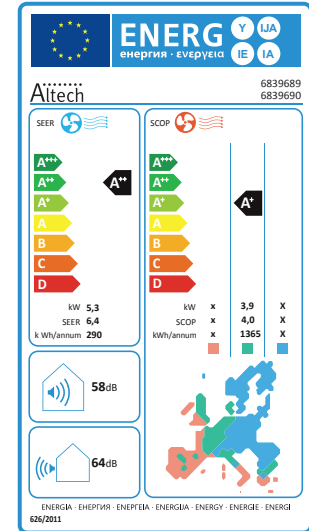 ENERG
Y IJA
IE IA
енергия · ενεργεια
Altech
6839689
6839690
SEER
SCOP
A+++
A++
A+
A
B
C
D
A++
A+++
A++
A+
A
B
C
D
A+
kW 5,3
SEER 6,4
k Wh/annum 290
kW x 3,9 X
SCOP x 4,0 X
kWh/annum x 1365 X
58dB
64dB
ENERGIA · ЕНЕРГИЯ · ΕΝΕΡΓΕΙΑ · ENERGIJA · ENERGY · ENERGIE · ENERGI
626/2011